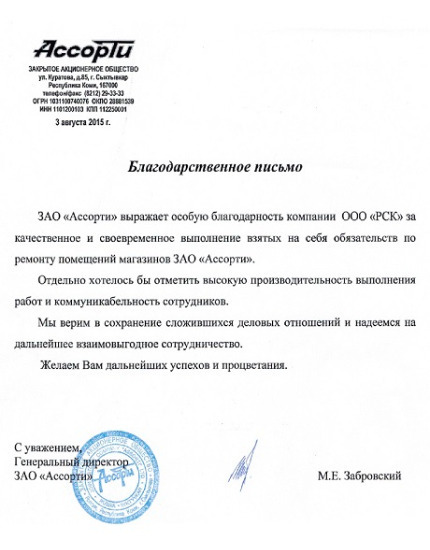 Ассорти
ЗАКРЫТОЕ АКЦИОНЕРНОЕ ОБЩЕСТВО
ул. Куратова, д.85, г. Сыктывкар
Республика Коми, 167000
телефон/факс (8212) 29-33-33
ОГРН 1031100740076 ОКПО 28881539
ИНН 1101200103 КПП 112250001
3 августа 2015 г.
Благодарственное письмо
ЗАО «Ассорти» выражает особую благодарность компании ООО «РСК» за
качественное и своевременное выполнение взятых на себя обязательств по
ремонту помещений магазинов ЗАО «Ассорти».
Отдельно хотелось бы отметить высокую производительность выполнения
работ и коммуникабельность сотрудников.
Мы верим в сохранение сложившихся деловых отношений и надеемся на
дальнейшее взаимовыгодное сотрудничество.
Желаем Вам дальнейших успехов и процветания.
С уважением,
Генеральный директор
ЗАО «Ассорти»
М.Е. Забровский
Ассорти